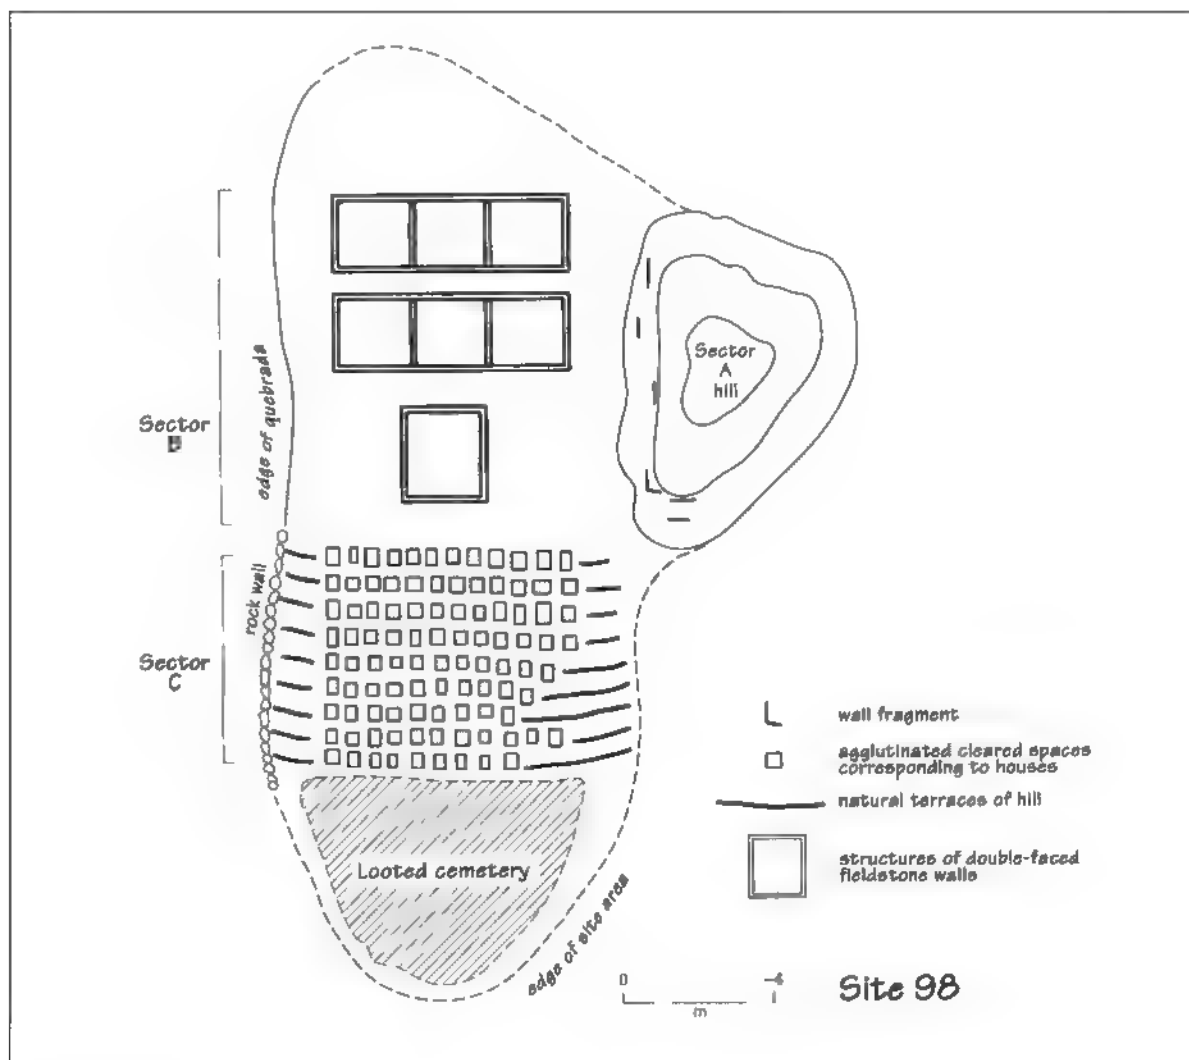 Sector
A
hill
edge of quebrada
Sector
B
rock wall
Sector
C
wall fragment
agglutinated cleared spaces
corresponding to houses
natural terraces of hill
structures of double-faced
fieldstone walls
Looted cemetery
edge of site area
0
m
Site 98